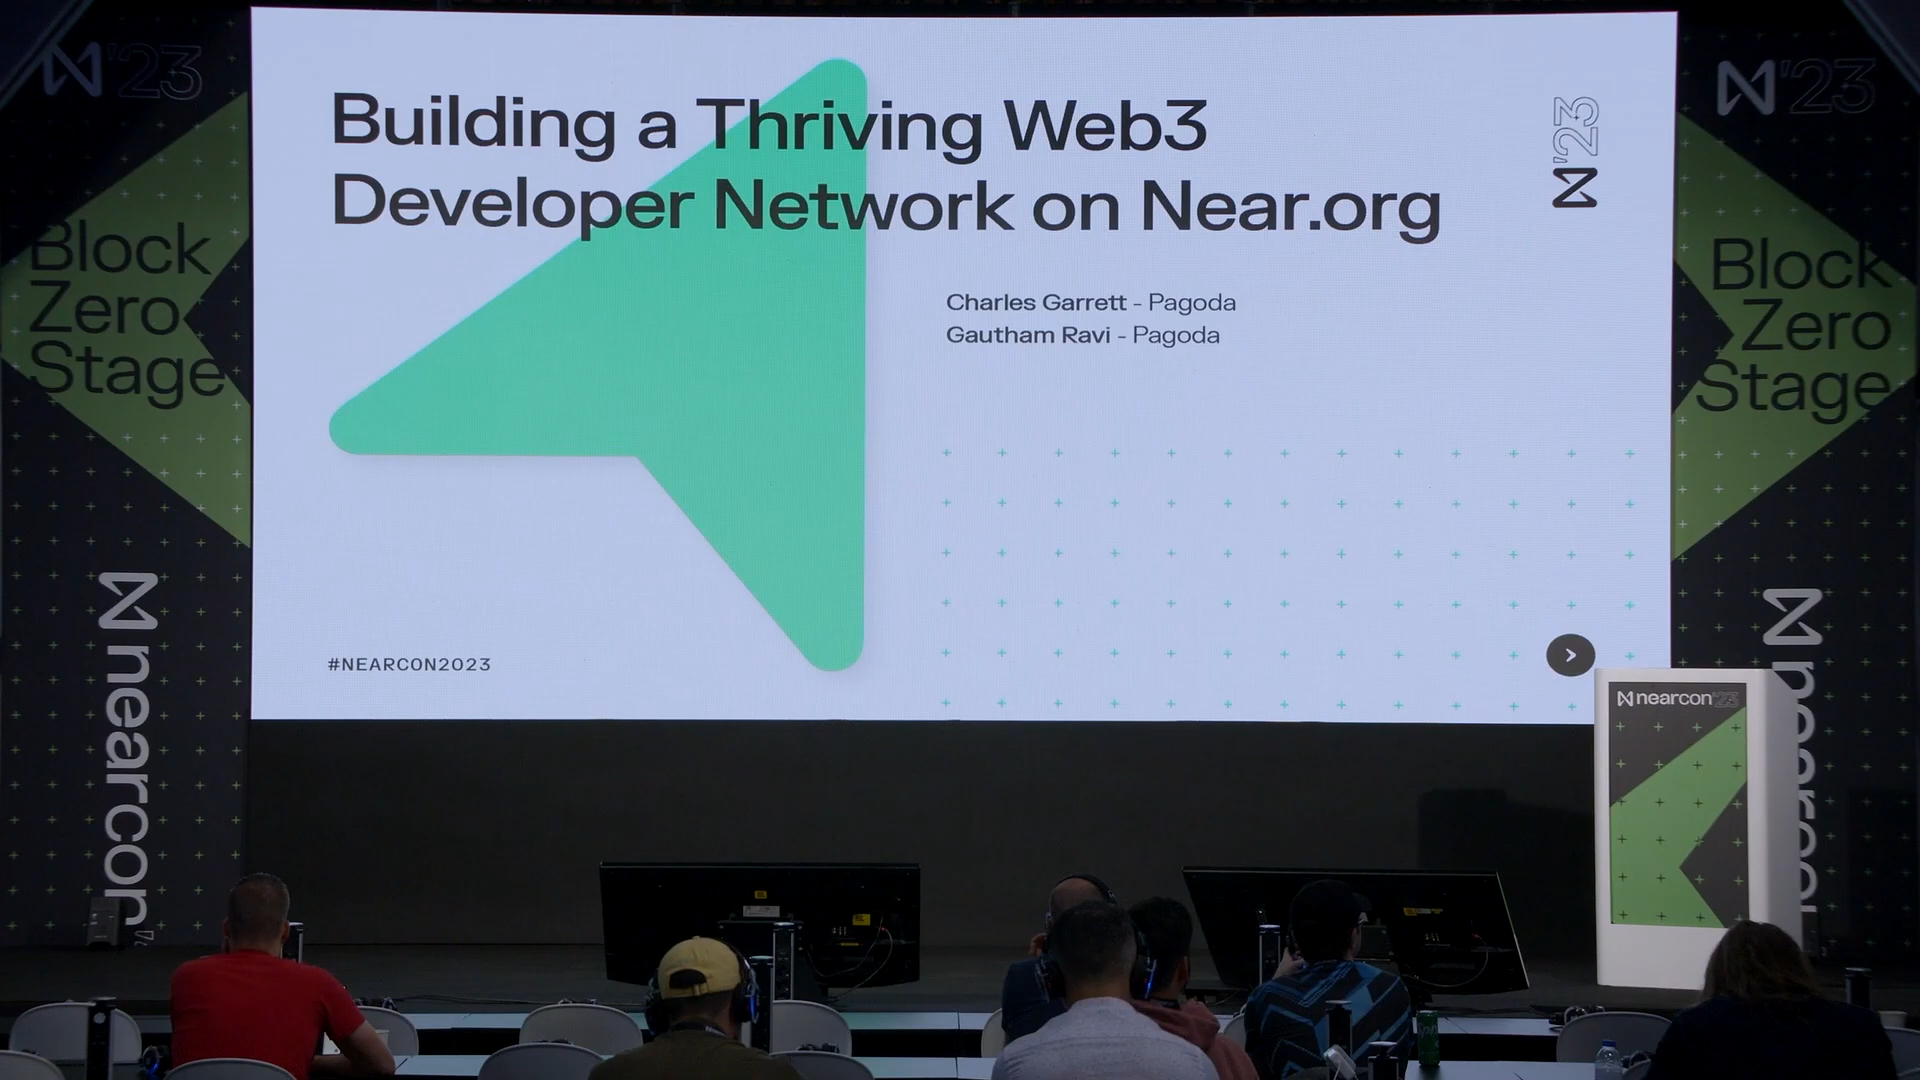 '23
Block
Zero
Stage
nearcon
Building a Thriving Web3
Developer Network on Near.org
Charles Garrett - Pagoda
Gautham Ravi - Pagoda
'23
#NEARCON2023
'23
Block
Zero
Stage
nearcon
nearcon'23